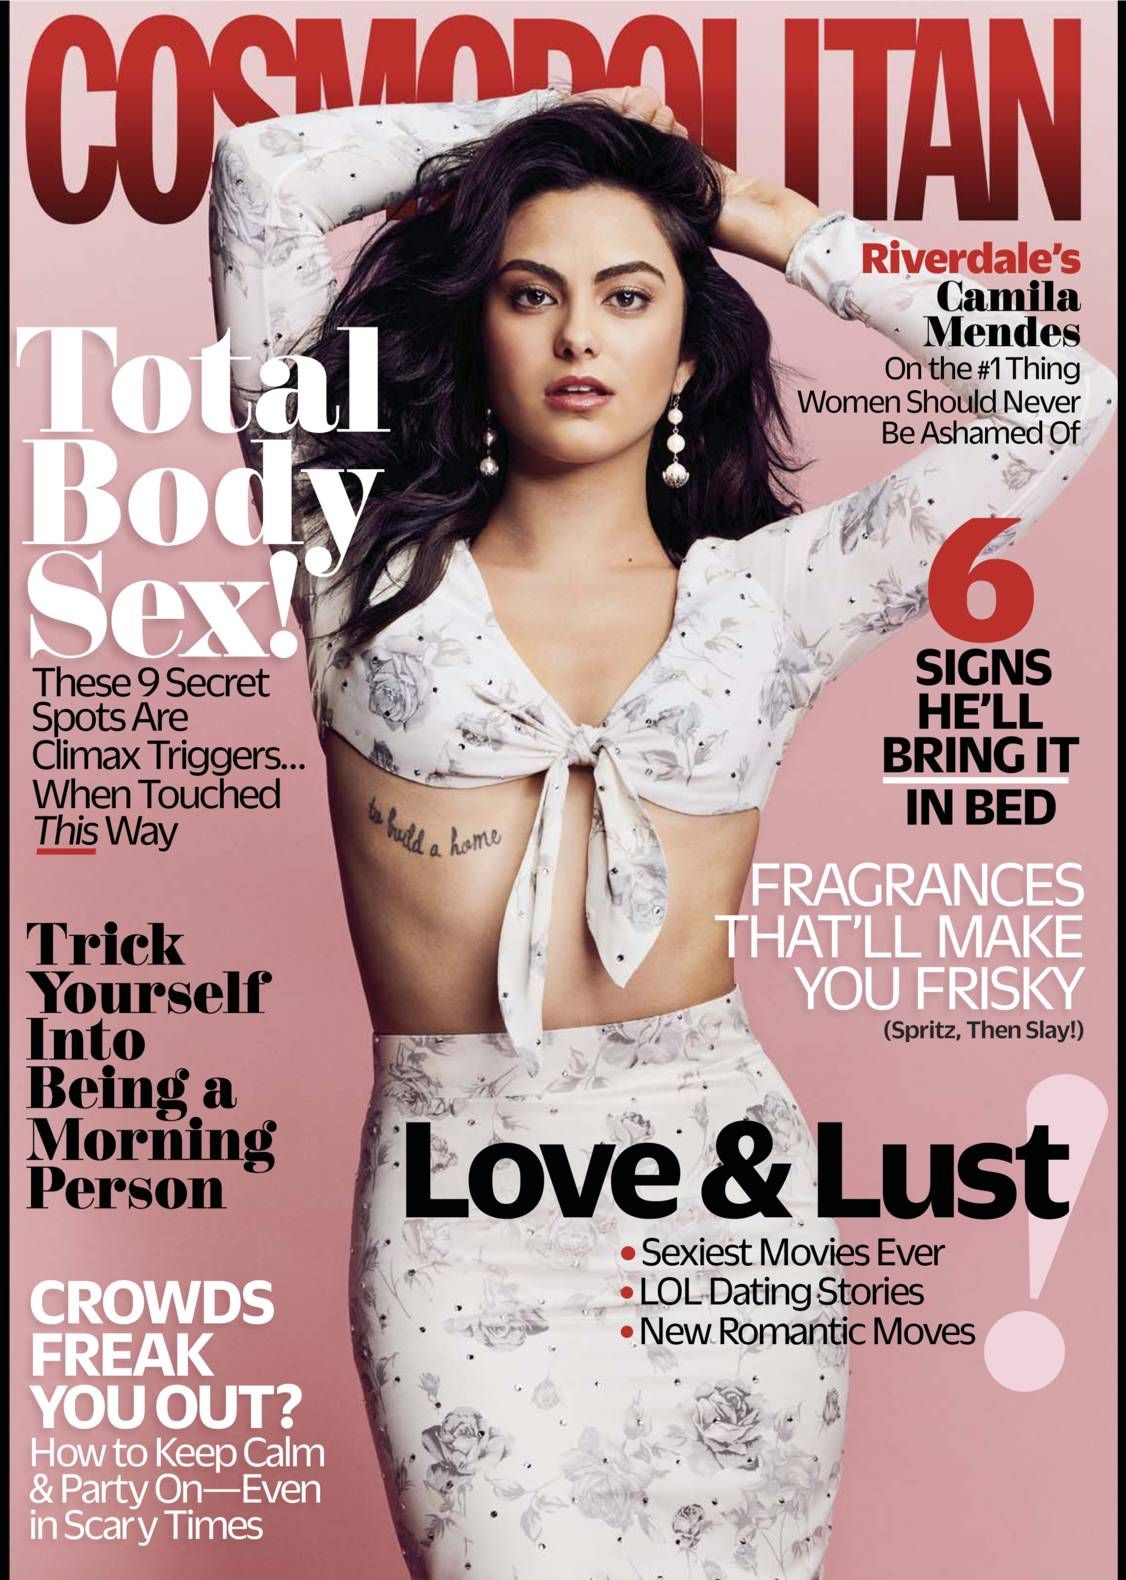 COSMOPOLITAN
Riverdale's
Camila
Mendes
On the #1 Thing
Women Should Never
Be Ashamed Of
Total
Body
Sex!
These 9 Secret
Spots Are
Climax Triggers...
When Touched
This Way
6
SIGNS
HE'LL
BRING IT
IN BED
to build a home
FRAGRANCES
THAT'LL MAKE
YOU FRISKY
(Spritz, Then Slay!)
Trick
Yourself
Into
Being a
Morning
Person
Love & Lust!
• Sexiest Movies Ever
• LOL Dating Stories
• New Romantic Moves
CROWDS
FREAK
YOU OUT?
How to Keep Calm
& Party On—Even
in Scary Times